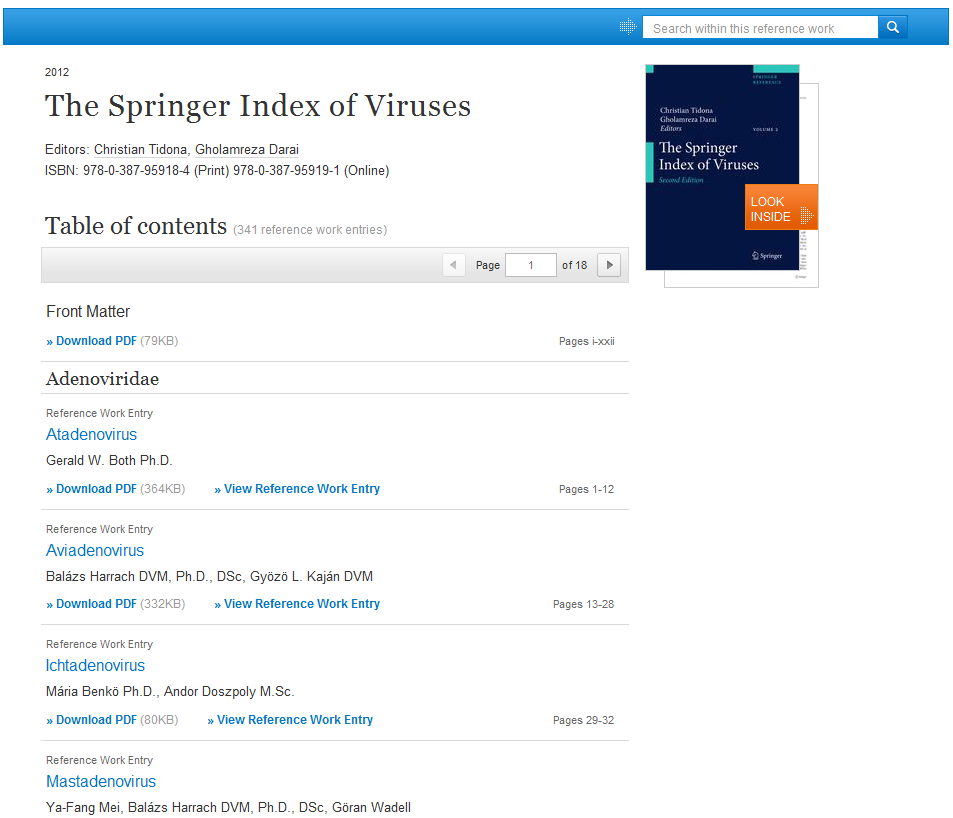 Search within this reference work
2012
The Springer Index of Viruses
Editors: Christian Tidona, Gholamreza Darai
ISBN: 978-0-387-95918-4 (Print) 978-0-387-95919-1 (Online)
Table of contents (341 reference work entries)
Page 1 of 18
Front Matter
» Download PDF (79KB) Pages i-xxii
Adenoviridae
Reference Work Entry
Atadenovirus
Gerald W. Both Ph.D.
» Download PDF (364KB) » View Reference Work Entry Pages 1-12
Reference Work Entry
Aviadenovirus
Balázs Harrach DVM, Ph.D., DSc, Győző L. Kaján DVM
» Download PDF (332KB) » View Reference Work Entry Pages 13-28
Reference Work Entry
Ichtadenovirus
Mária Benkö Ph.D., Andor Doszpoly M.Sc.
» Download PDF (80KB) » View Reference Work Entry Pages 29-32
Reference Work Entry
Mastadenovirus
Ya-Fang Mei, Balázs Harrach DVM, Ph.D., DSc, Göran Wadell
SPRINGER
REFERENCE
Christian Tidona
Gholamreza Darai
Editors
VOLUME 2
The Springer
Index of Viruses
Second Edition
LOOK
INSIDE
Springer